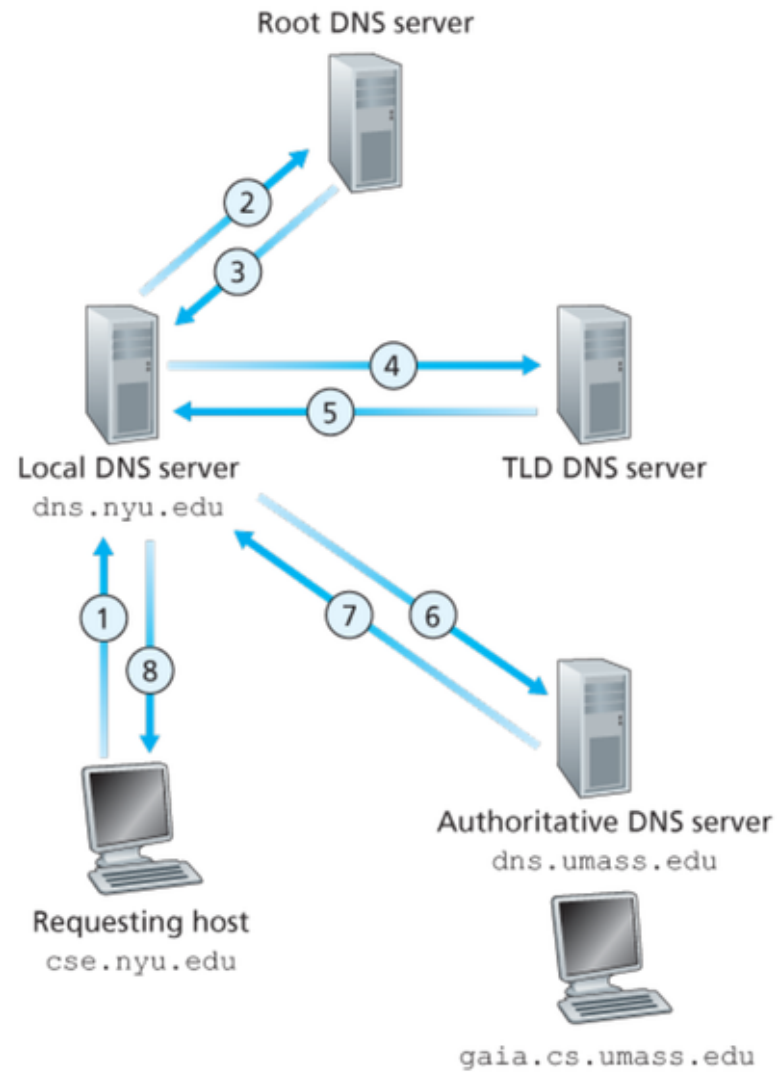 Root DNS server
2
3
4
5
Local DNS server
dns.nyu.edu
TLD DNS server
1
8
7
6
Requesting host
cse.nyu.edu
Authoritative DNS server
dns.umass.edu
gaia.cs.umass.edu